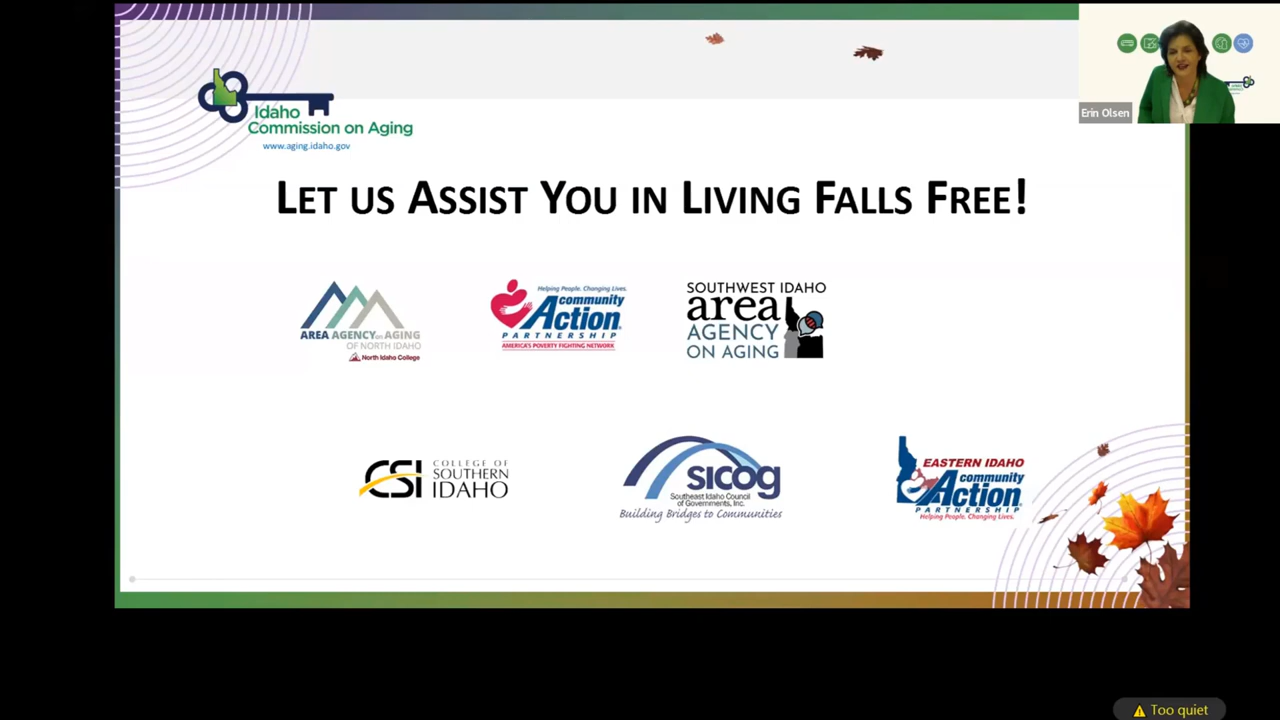 Idaho
Commission on Aging
www.aging.idaho.gov
Erin Olsen
LET US ASSIST YOU IN LIVING FALLS FREE!
AREA AGENCY on AGING
OF NORTH IDAHO
North Idaho College
Helping People. Changing Lives.
community
Action
PARTNERSHIP
AMERICA'S POVERTY FIGHTING NETWORK
SOUTHWEST IDAHO
area
AGENCY
ON AGING
CSI
COLLEGE OF
SOUTHERN
IDAHO
SICOG
Southeast Idaho Council
of Governments, Inc.
Building Bridges to Communities
EASTERN IDAHO
community
Action
PARTNERSHIP
Helping People. Changing Lives.
Too quiet